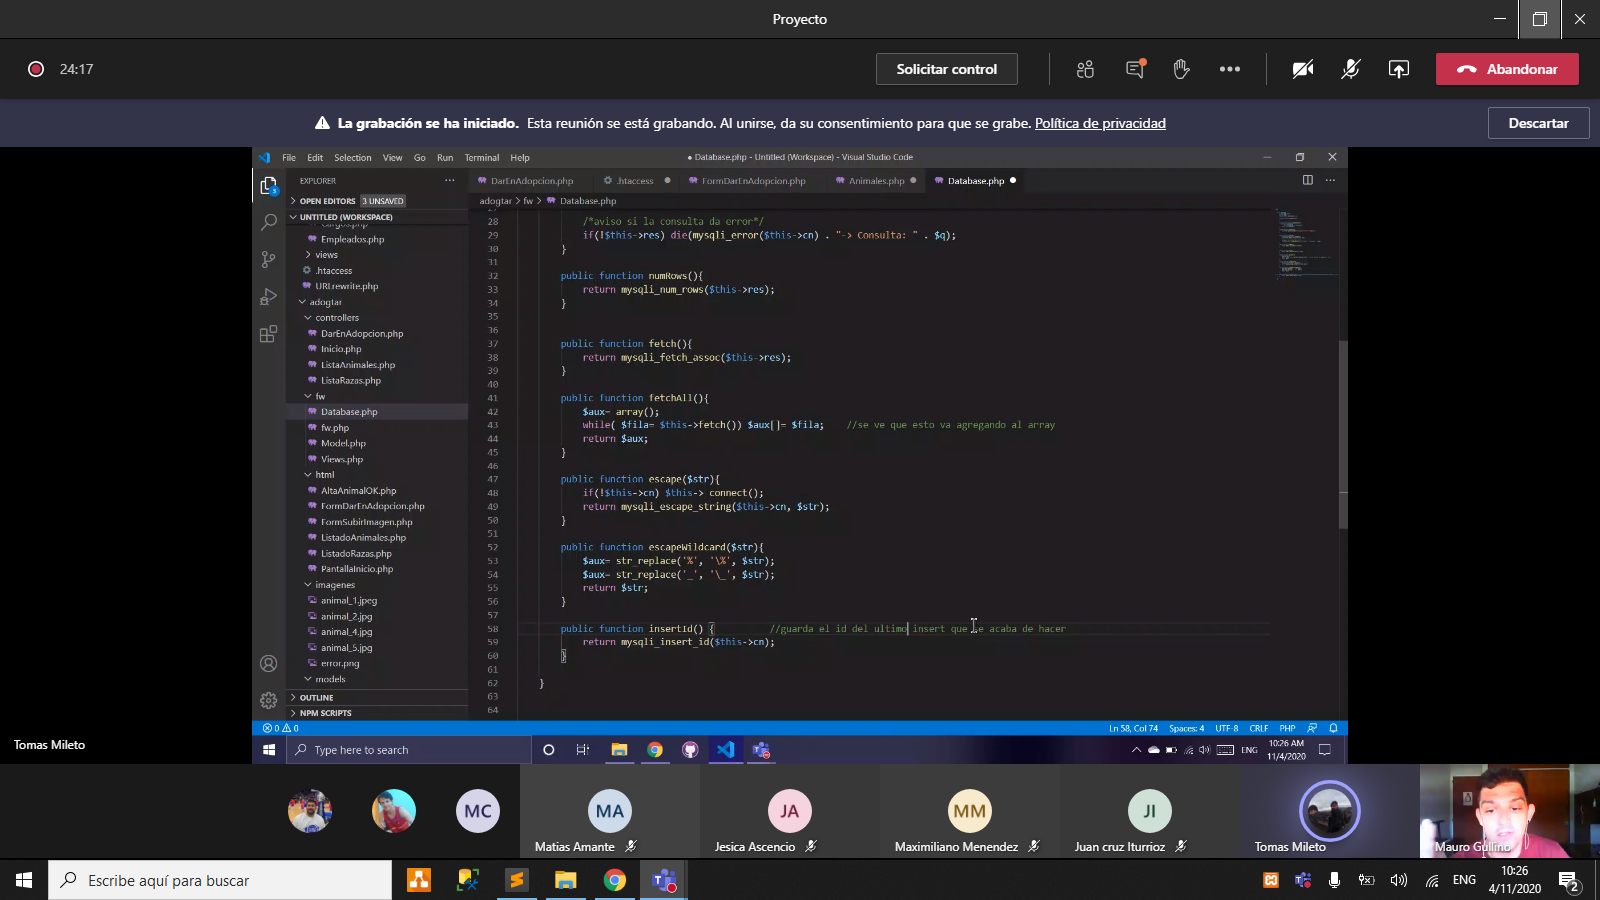 Proyecto
24:17
Solicitar control
Abandonar
La grabación se ha iniciado. Esta reunión se está grabando. Al unirse, da su consentimiento para que se grabe. Política de privacidad
Descartar
File Edit Selection View Go Run Terminal Help
● Database.php - Untitled (Workspace) - Visual Studio Code
EXPLORER
DarEnAdopcion.php
.htaccess
FormDarEnAdopcion.php
Animales.php
Database.php
OPEN EDITORS 3 UNSAVED
adogtar > fw > Database.php
UNTITLED (WORKSPACE)
Cargos.php
Empleados.php
views
.htaccess
URLrewrite.php
adogtar
controllers
DarEnAdopcion.php
Inicio.php
ListaAnimales.php
ListaRazas.php
fw
Database.php
fw.php
Model.php
Views.php
html
AltaAnimalOK.php
FormDarEnAdopcion.php
FormSubirImagen.php
ListadoAnimales.php
ListadoRazas.php
PantallaInicio.php
imagenes
animal_1.jpeg
animal_2.jpg
animal_4.jpg
animal_5.jpg
error.png
models
OUTLINE
NPM SCRIPTS
28 /*aviso si la consulta da error*/
29 if(!$this->res) die(mysqli_error($this->cn) . "-> Consulta: " . $q);
30 }
31
32 public function numRows(){
33 return mysqli_num_rows($this->res);
34 }
35
36
37 public function fetch(){
38 return mysqli_fetch_assoc($this->res);
39 }
40
41 public function fetchAll(){
42 $aux= array();
43 while( $fila= $this->fetch()) $aux[]= $fila; //se ve que esto va agregando al array
44 return $aux;
45 }
46
47 public function escape($str){
48 if(!$this->cn) $this-> connect();
49 return mysqli_escape_string($this->cn, $str);
50 }
51
52 public function escapeWildcard($str){
53 $aux= str_replace('%', '\%', $str);
54 $aux= str_replace('_', '\_', $str);
55 return $str;
56 }
57
58 public function insertId() { //guarda el id del ultimo insert que se acaba de hacer
59 return mysqli_insert_id($this->cn);
60 }
61
62 }
63
64
0 0
Ln 58, Col 74 Spaces: 4 UTF-8 CRLF PHP
Tomas Mileto
Type here to search
ENG
10:26 AM
11/4/2020
MC
MA
JA
MM
JI
Matias Amante
Jesica Ascencio
Maximiliano Menendez
Juan cruz Iturrioz
Tomas Mileto
Mauro Gullino
Escribe aquí para buscar
ENG
10:26
4/11/2020
2